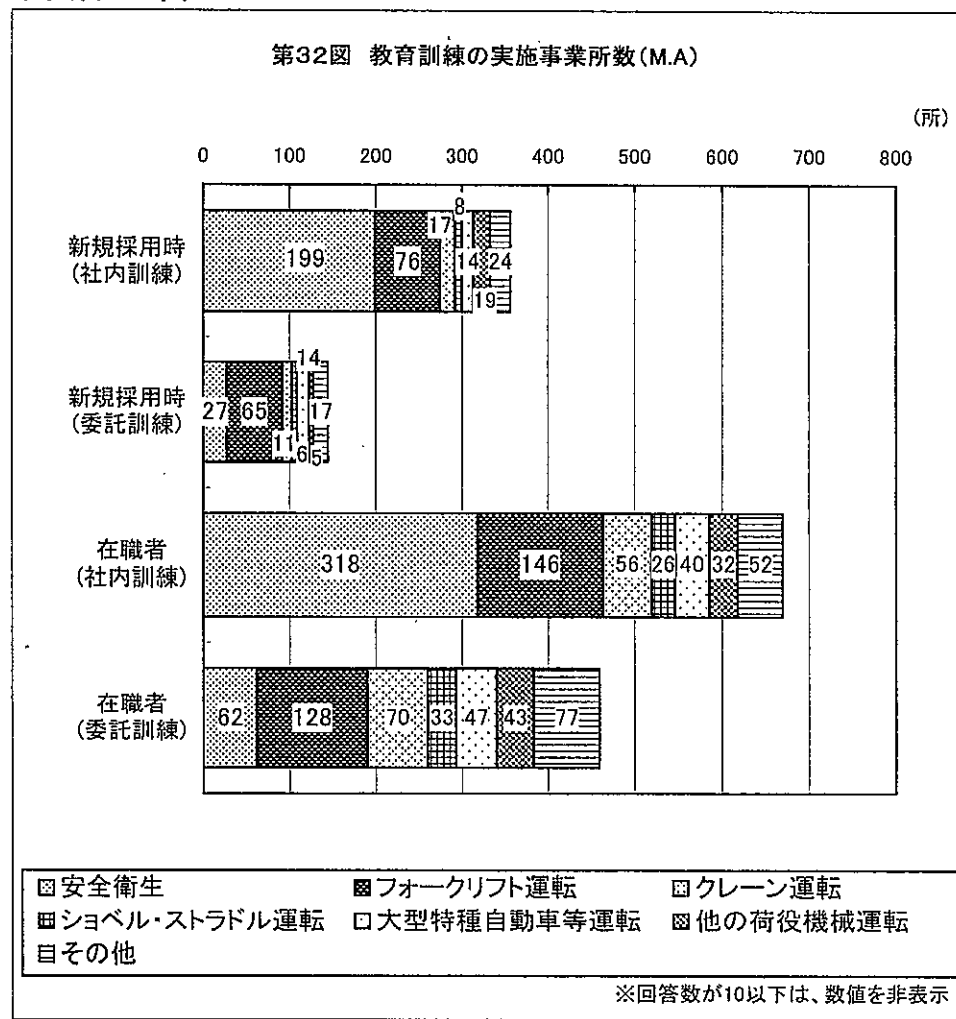 第32図 教育訓練の実施事業所数(M.A)
(所)
0 100 200 300 400 500 600 700 800
新規採用時
(社内訓練)
199 76 17 8 14 19 24
新規採用時
(委託訓練)
27 65 11 6 14 5 17
在職者
(社内訓練)
318 146 56 26 40 32 52
在職者
(委託訓練)
62 128 70 33 47 43 77
安全衛生 フォークリフト運転 クレーン運転
ショベル・ストラドル運転 大型特種自動車等運転 他の荷役機械運転
その他
※回答数が10以下は、数値を非表示